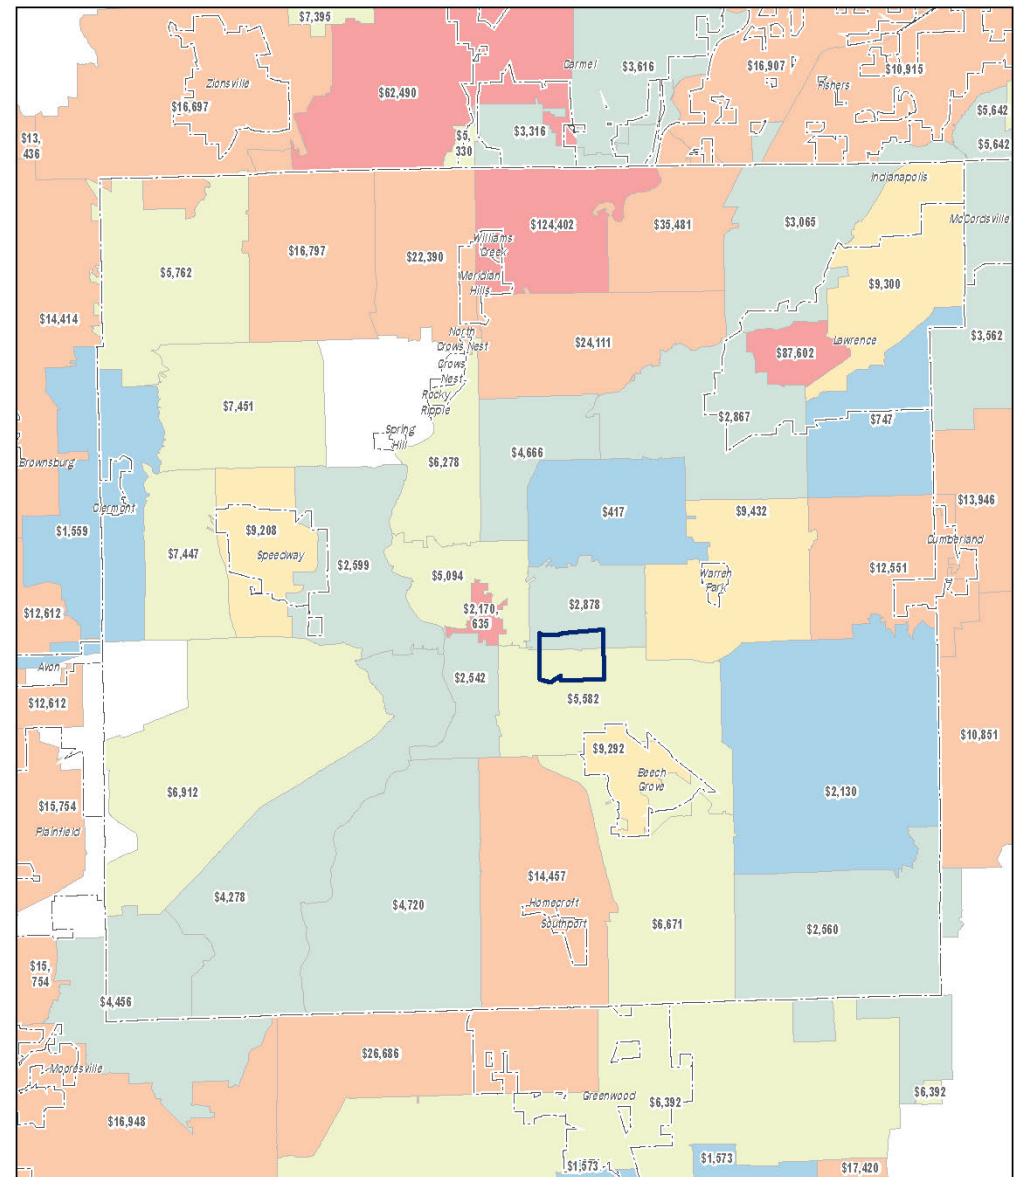 $7,395
Carmel
$3,616
$16,907
$10,915
Fishers
Zionsville
$62,490
$16,697
$13,
436
$5,
330
$3,316
$5,642
$5,642
Indianapolis
McCordsville
$5,762
$16,797
$22,390
Williams
Creek
Meridian
Hills
$124,402
$35,481
$3,065
$9,300
$14,414
North
Crows Nest
Crows
Nest
Rocky
Ripple
Spring
Hill
$24,111
$87,602
Lawrence
$3,562
$7,451
$2,867
$747
$4,666
$6,278
Brownsburg
Clermont
$1,559
$7,447
$9,208
Speedway
$2,599
$417
$9,432
$13,946
Cumberland
$12,551
Warren
Park
$5,094
$2,170,
635
$2,878
$12,612
Avon
$12,612
$2,542
$5,582
$9,292
Beech
Grove
$10,851
$2,130
$6,912
$15,754
Plainfield
$4,278
$4,720
$14,457
Homecroft
Southport
$6,671
$2,560
$15,
754
$4,456
Mooresville
$26,686
Greenwood
$6,392
$6,392
$16,948
$1,573
$1,573
$17,420